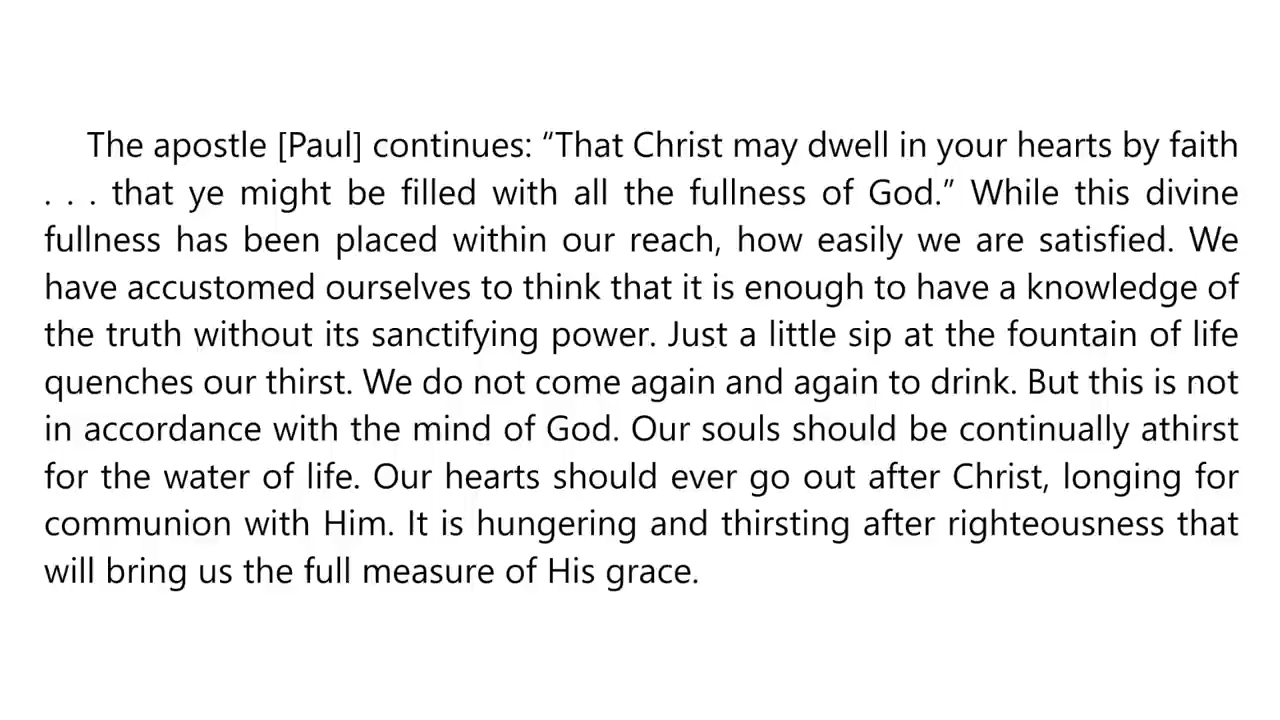 The apostle [Paul] continues: “That Christ may dwell in your hearts by faith
. . . that ye might be filled with all the fullness of God.” While this divine
fullness has been placed within our reach, how easily we are satisfied. We
have accustomed ourselves to think that it is enough to have a knowledge of
the truth without its sanctifying power. Just a little sip at the fountain of life
quenches our thirst. We do not come again and again to drink. But this is not
in accordance with the mind of God. Our souls should be continually athirst
for the water of life. Our hearts should ever go out after Christ, longing for
communion with Him. It is hungering and thirsting after righteousness that
will bring us the full measure of His grace.